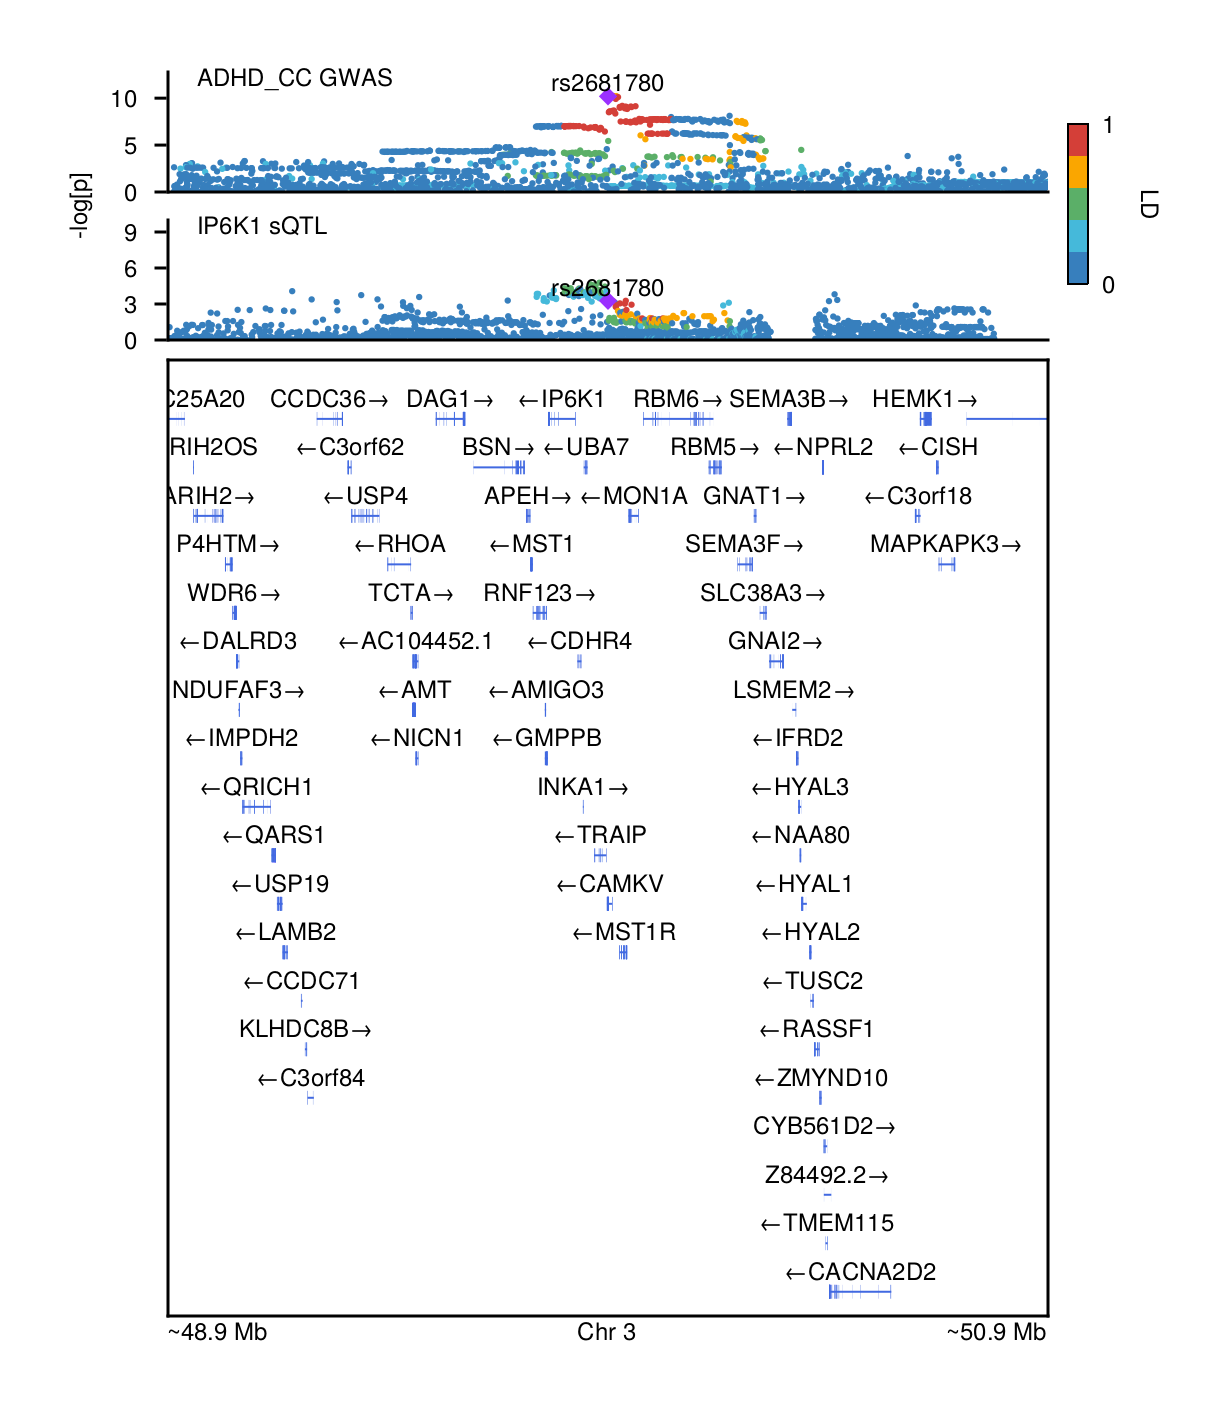 ADHD_CC GWAS
rs2681780
10
5
0
-log[p]
IP6K1 sQTL
rs2681780
9
6
3
0
1
LD
0
C25A20 CCDC36→ DAG1→ ←IP6K1 RBM6→ SEMA3B→ HEMK1→
RIH2OS ←C3orf62 BSN→ ←UBA7 RBM5→ ←NPRL2 ←CISH
ARIH2→ ←USP4 APEH→ ←MON1A GNAT1→ ←C3orf18
P4HTM→ ←RHOA ←MST1 SEMA3F→ MAPKAPK3→
WDR6→ TCTA→ RNF123→ SLC38A3→
←DALRD3 ←AC104452.1 ←CDHR4 GNAI2→
NDUFAF3→ ←AMT ←AMIGO3 LSMEM2→
←IMPDH2 ←NICN1 ←GMPPB ←IFRD2
←QRICH1 INKA1→ ←HYAL3
←QARS1 ←TRAIP ←NAA80
←USP19 ←CAMKV ←HYAL1
←LAMB2 ←MST1R ←HYAL2
←CCDC71 ←TUSC2
KLHDC8B→ ←RASSF1
←C3orf84 ←ZMYND10
CYB561D2→
Z84492.2→
←TMEM115
←CACNA2D2
~48.9 Mb Chr 3 ~50.9 Mb